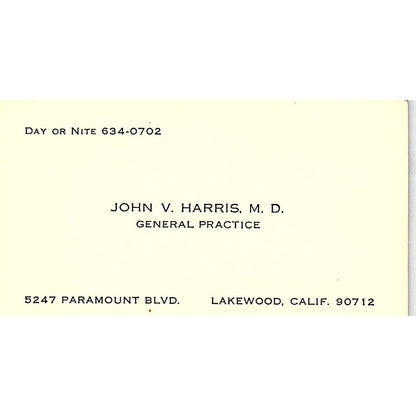 Day or Nite 634-0702
JOHN V. HARRIS, M. D.
GENERAL PRACTICE
5247 PARAMOUNT BLVD. LAKEWOOD, CALIF. 90712